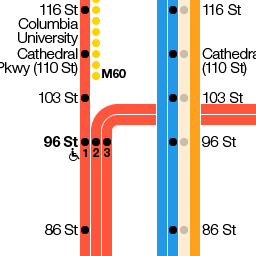 116 St
Columbia
University
Cathedral
Pkwy (110 St)
M60
103 St
96 St
1 2 3
86 St
116 St
Cathedra
(110 St)
103 St
96 St
86 St